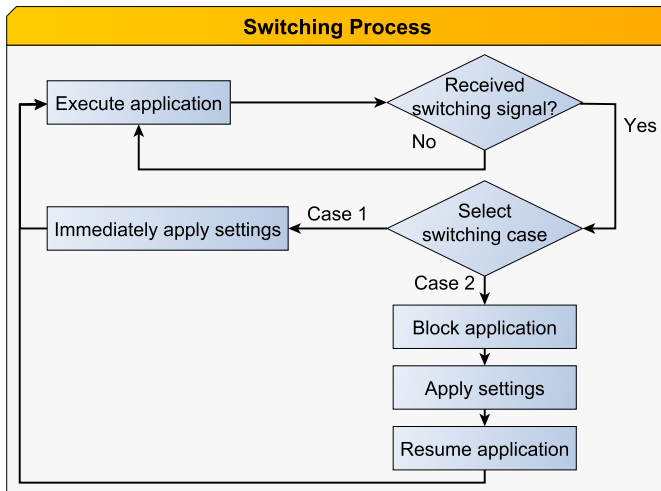 Switching Process
Execute application
Received
switching signal?
Yes
No
Immediately apply settings
Case 1
Select
switching case
Case 2
Block application
Apply settings
Resume application